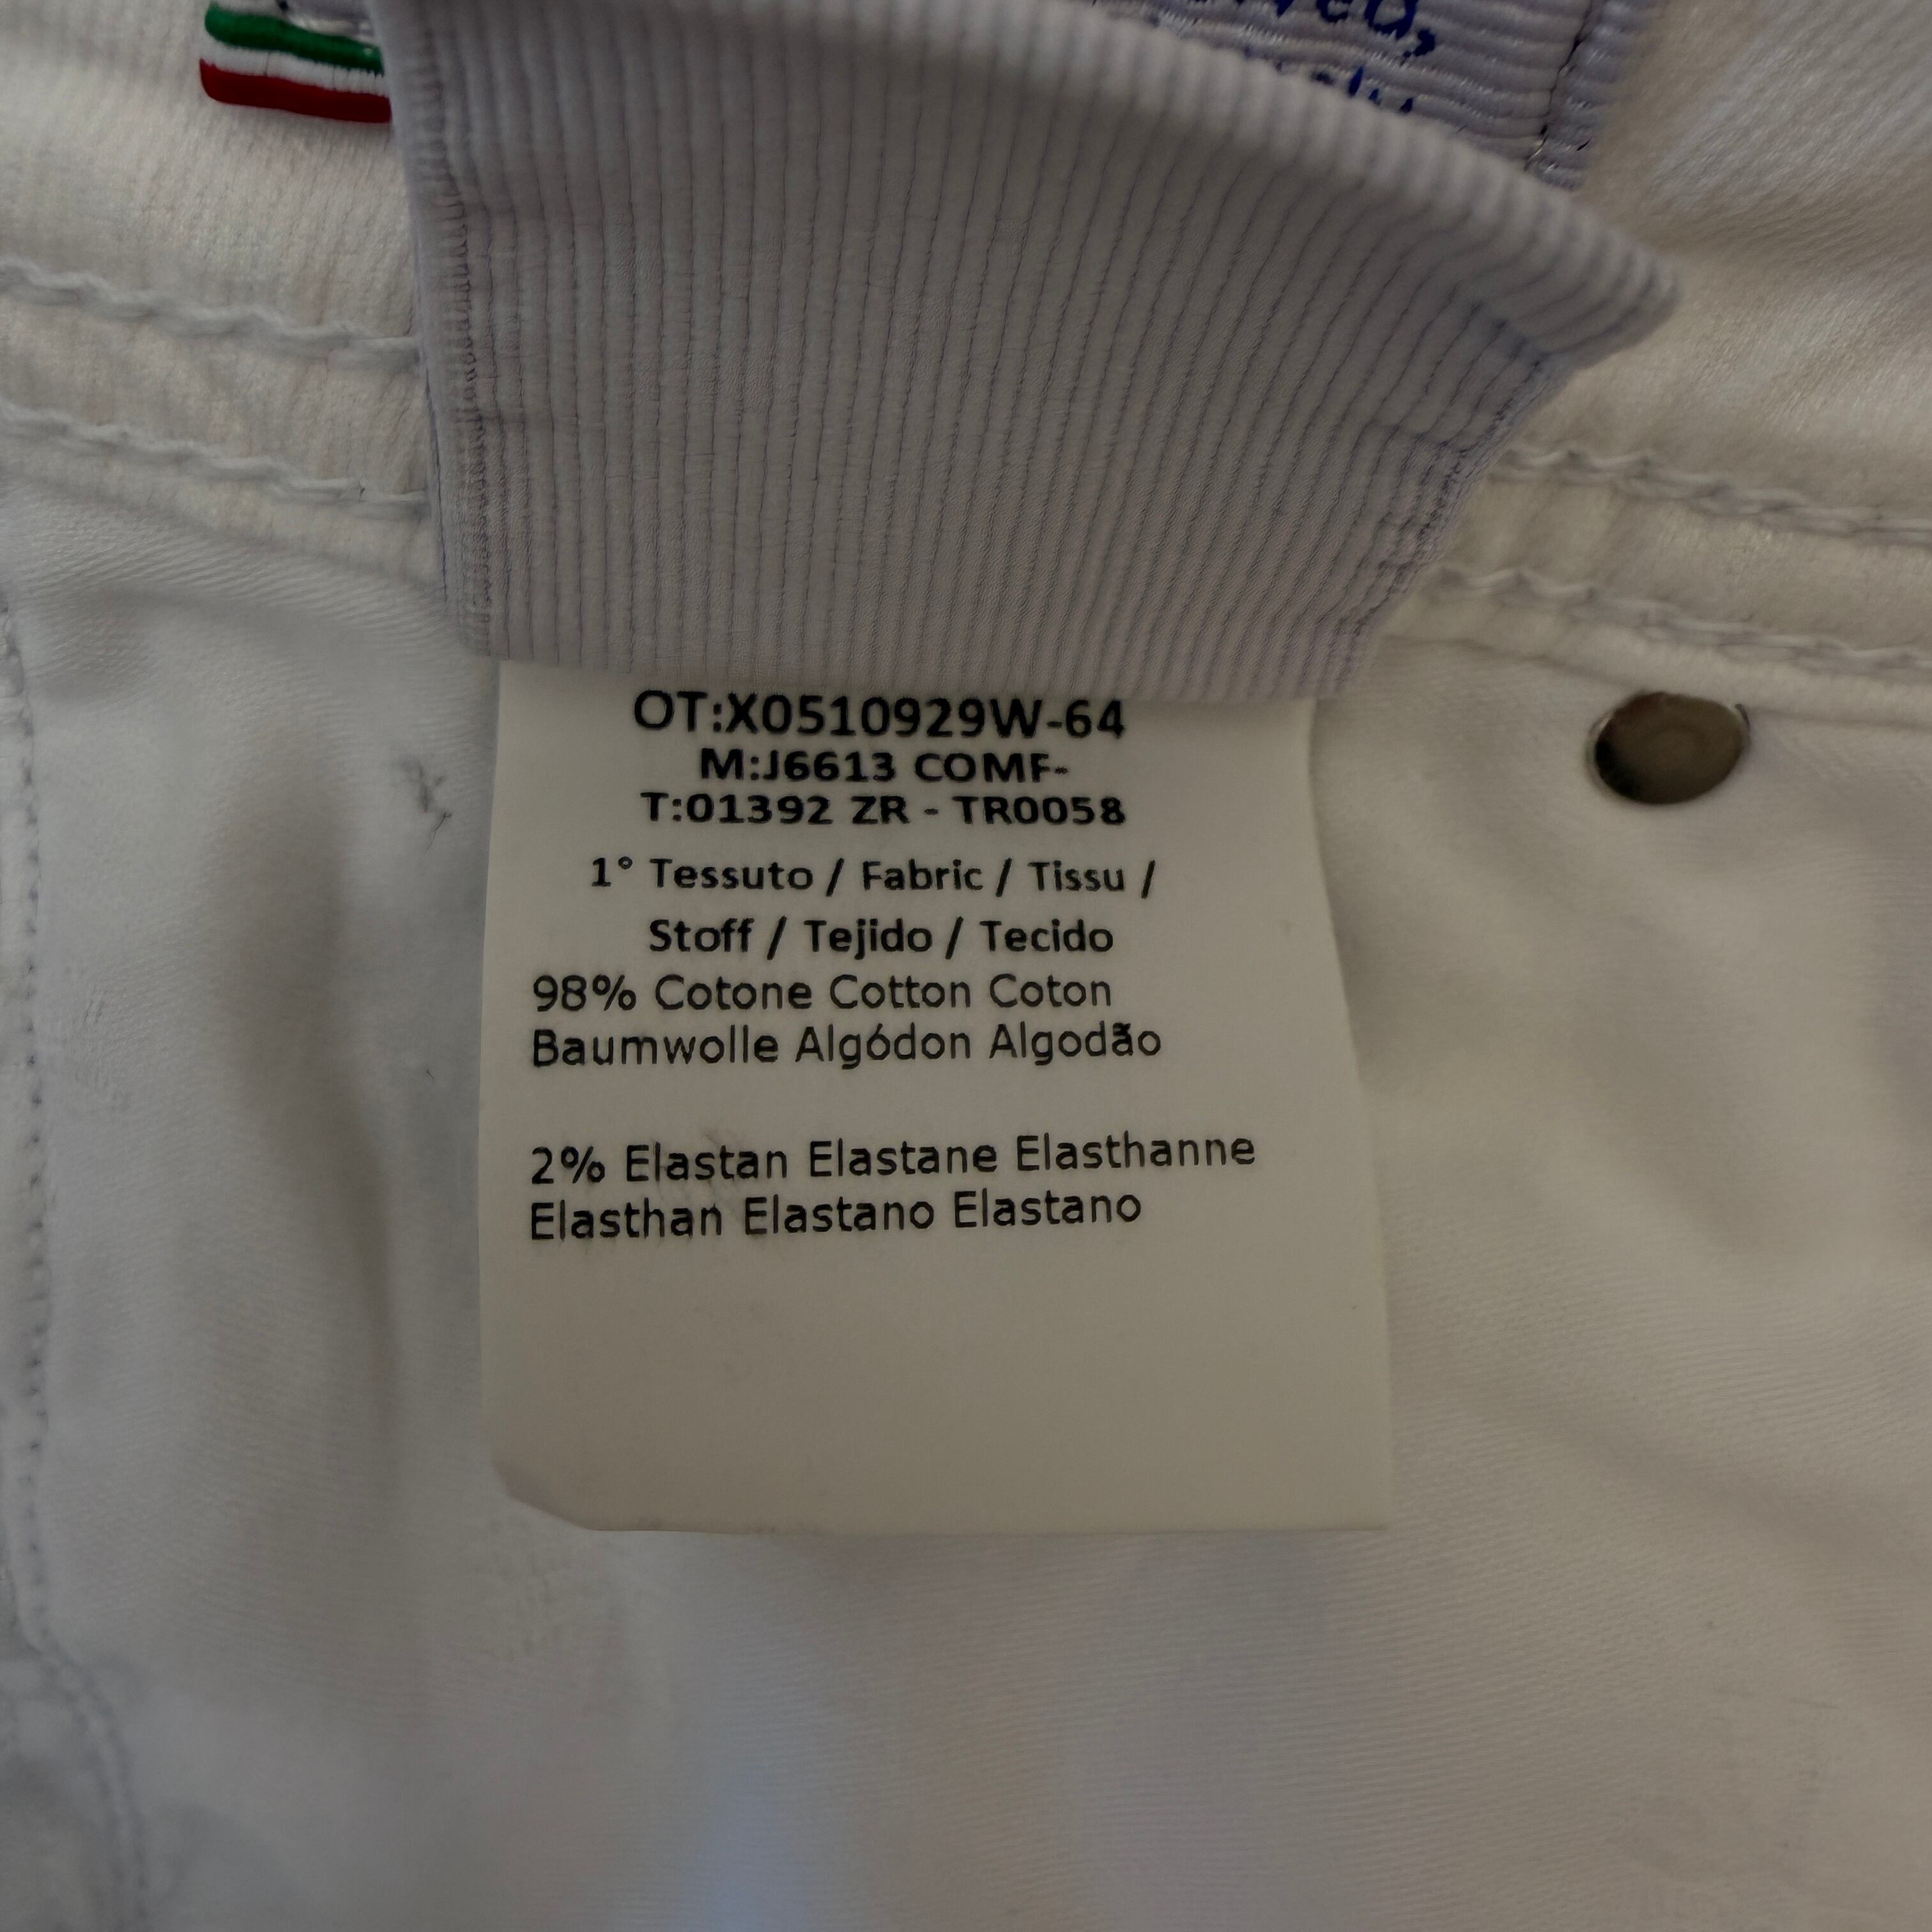 OT:X0510929W-64
M:J6613 COMF-
T:01392 ZR - TR0058
1° Tessuto / Fabric / Tissu /
Stoff / Tejido / Tecido
98% Cotone Cotton Coton
Baumwolle Algódon Algodão
2% Elastan Elastane Elasthanne
Elasthan Elastano Elastano